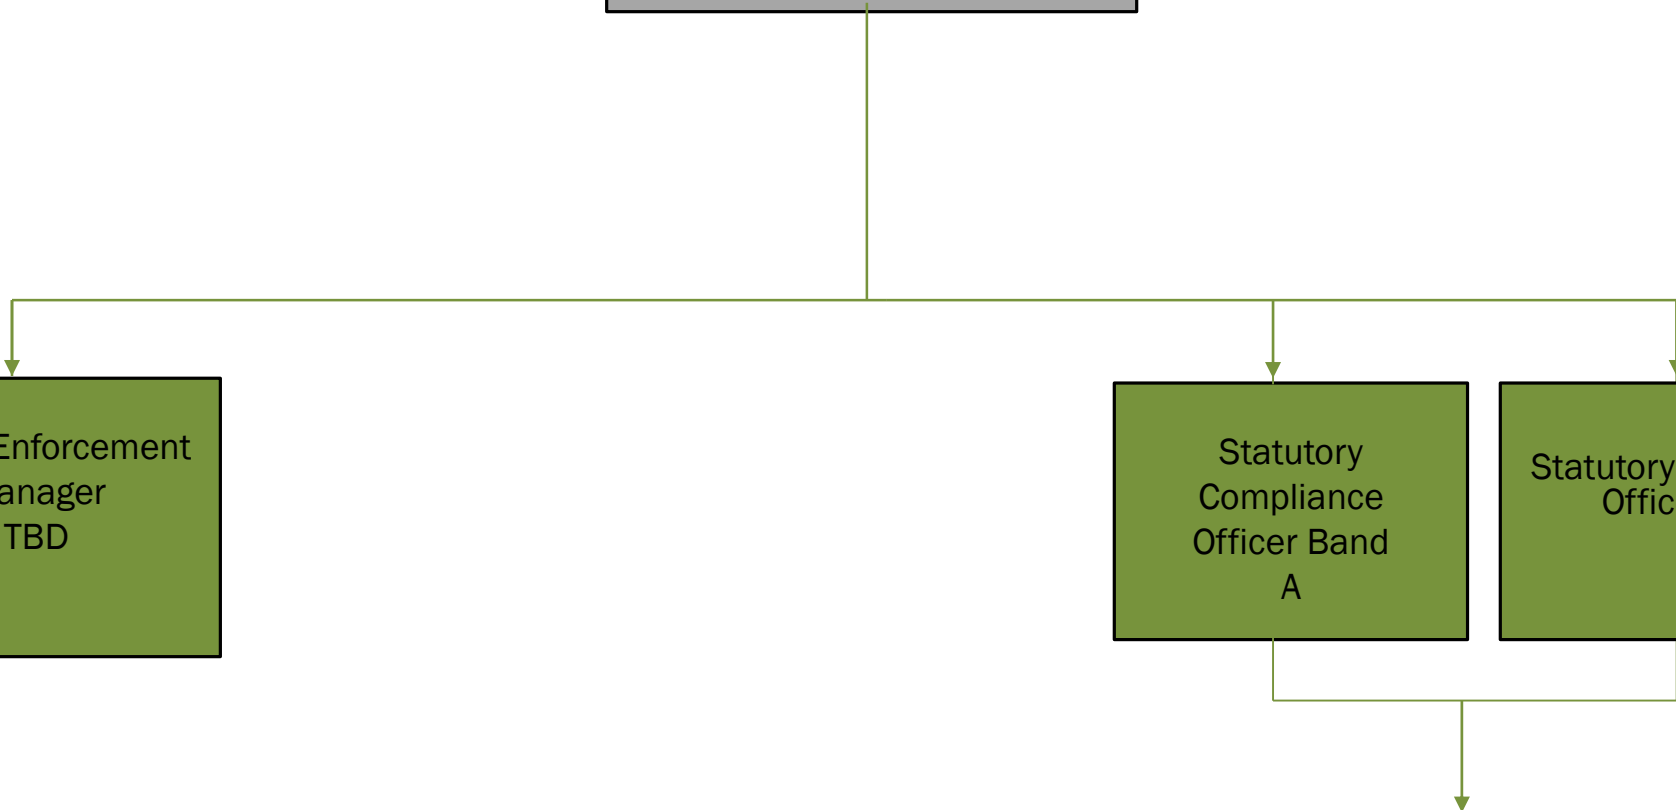 Enforcement
anager
TBD
Statutory
Compliance
Officer Band
A
Statutory
Offic